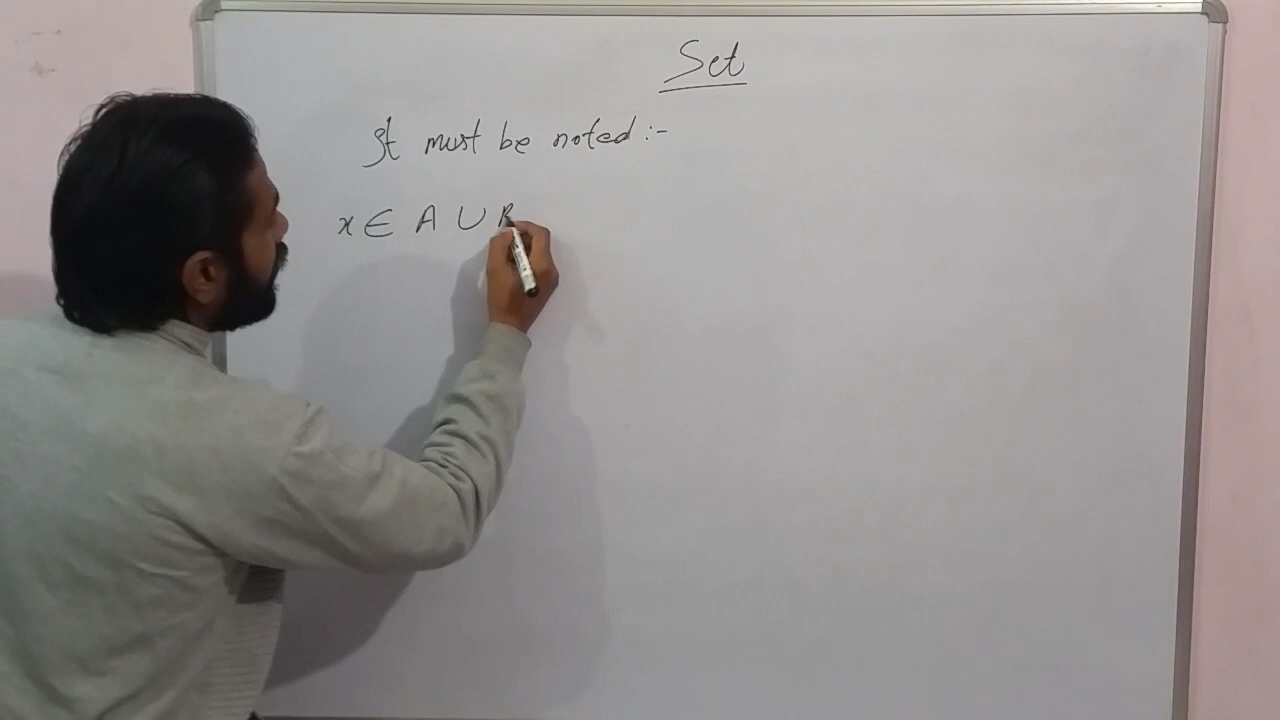 Set
It must be noted :-
x ∈ A ∪ B